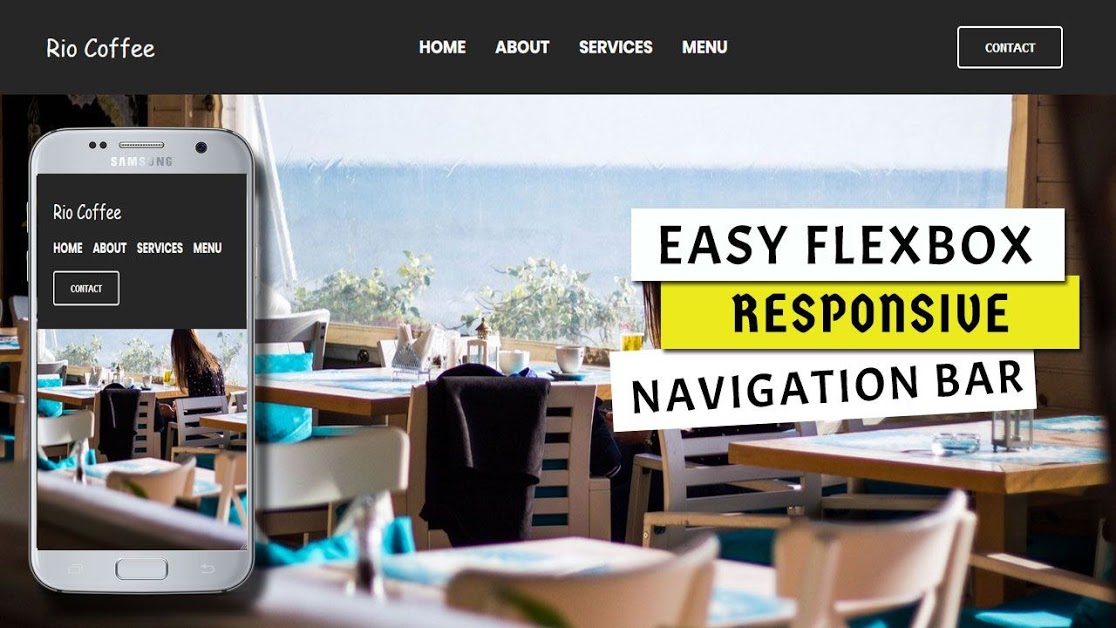 Rio Coffee
HOME ABOUT SERVICES MENU
CONTACT
SAMSUNG
Rio Coffee
HOME ABOUT SERVICES MENU
CONTACT
EASY FLEXBOX
RESPONSIVE
NAVIGATION BAR